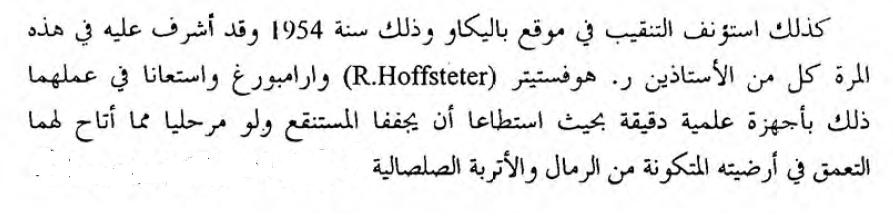 كذلك استؤنف التنقيب في موقع باليكاو وذلك سنة 1954 وقد أشرف عليه في هذه
المرة كل من الأستاذين ر. هوفستيتر (R.Hoffsteter) وارامبورغ واستعانا في عملهما
ذلك بأجهزة علمية دقيقة بحيث استطاعا أن يجففا المستنقع ولو مرحليا مما أتاح لهما
التعمق في أرضيته المتكونة من الرمال والأتربة الصلصالية